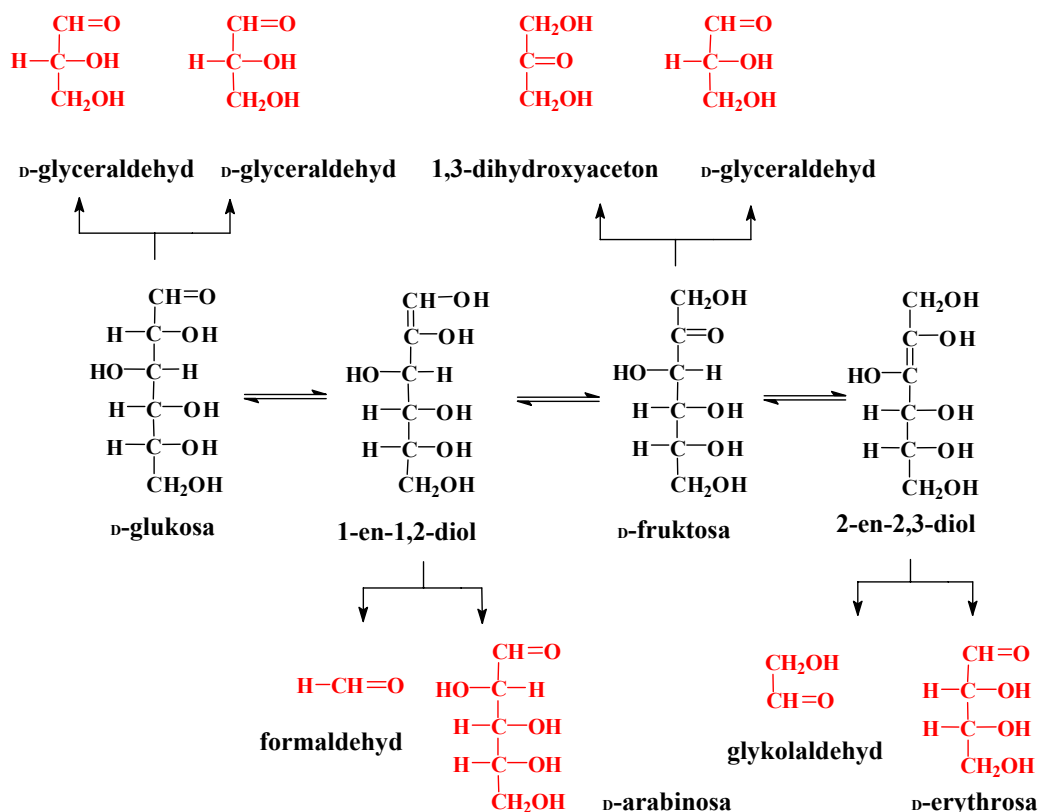 CH=O CH=O CH2OH CH=O
H—C—OH H—C—OH C=O H—C—OH
CH2OH CH2OH CH2OH CH2OH
D-glyceraldehyd D-glyceraldehyd 1,3-dihydroxyaceton D-glyceraldehyd
CH=O CH—OH CH2OH CH2OH
H—C—OH C—OH C=O C—OH
HO—C—H HO—C—H HO—C—H HO—C
H—C—OH H—C—OH H—C—OH H—C—OH
H—C—OH H—C—OH H—C—OH H—C—OH
CH2OH CH2OH CH2OH CH2OH
D-glukosa 1-en-1,2-diol D-fruktosa 2-en-2,3-diol
H—CH=O
formaldehyd
CH=O
HO—C—H
H—C—OH
H—C—OH
CH2OH
D-arabinosa
CH2OH
CH=O
glykolaldehyd
CH=O
H—C—OH
H—C—OH
CH2OH
D-erythrosa